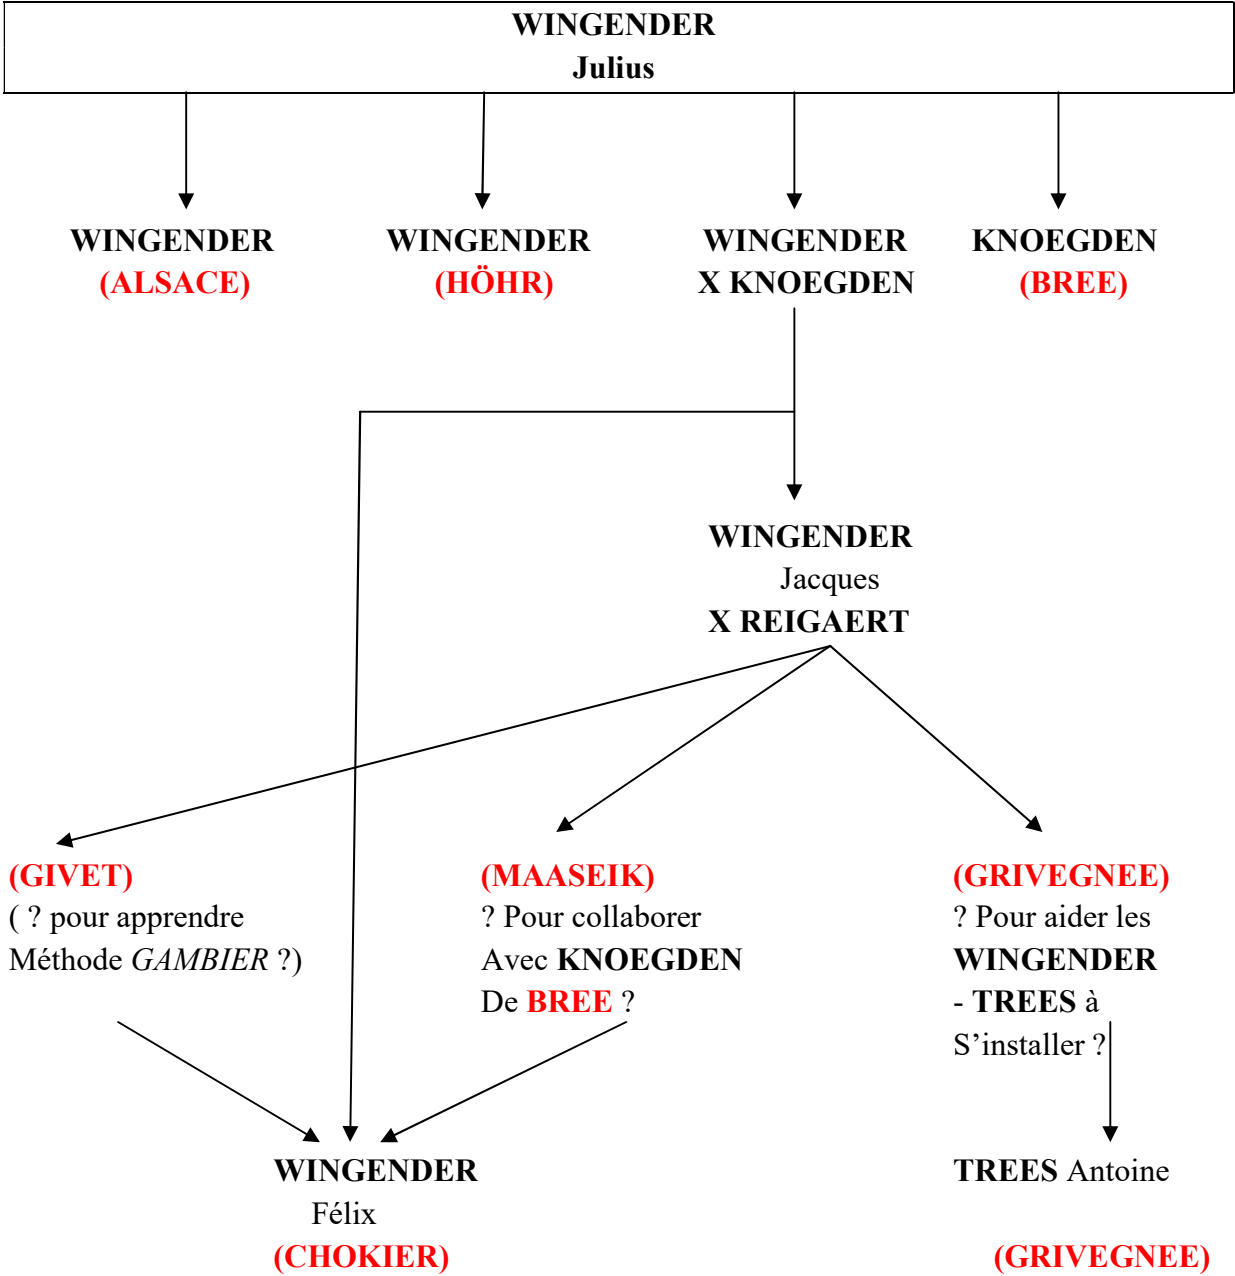 WINGENDER
Julius
WINGENDER
(ALSACE)
WINGENDER
(HÖHR)
WINGENDER
X KNOEGDEN
KNOEGDEN
(BREE)
WINGENDER
Jacques
X REIGAERT
(GIVET)
( ? pour apprendre
Méthode GAMBIER ?)
(MAASEIK)
? Pour collaborer
Avec KNOEGDEN
De BREE ?
(GRIVEGNEE)
? Pour aider les
WINGENDER
- TREES à
S’installer ?
WINGENDER
Félix
(CHOKIER)
TREES Antoine
(GRIVEGNEE)